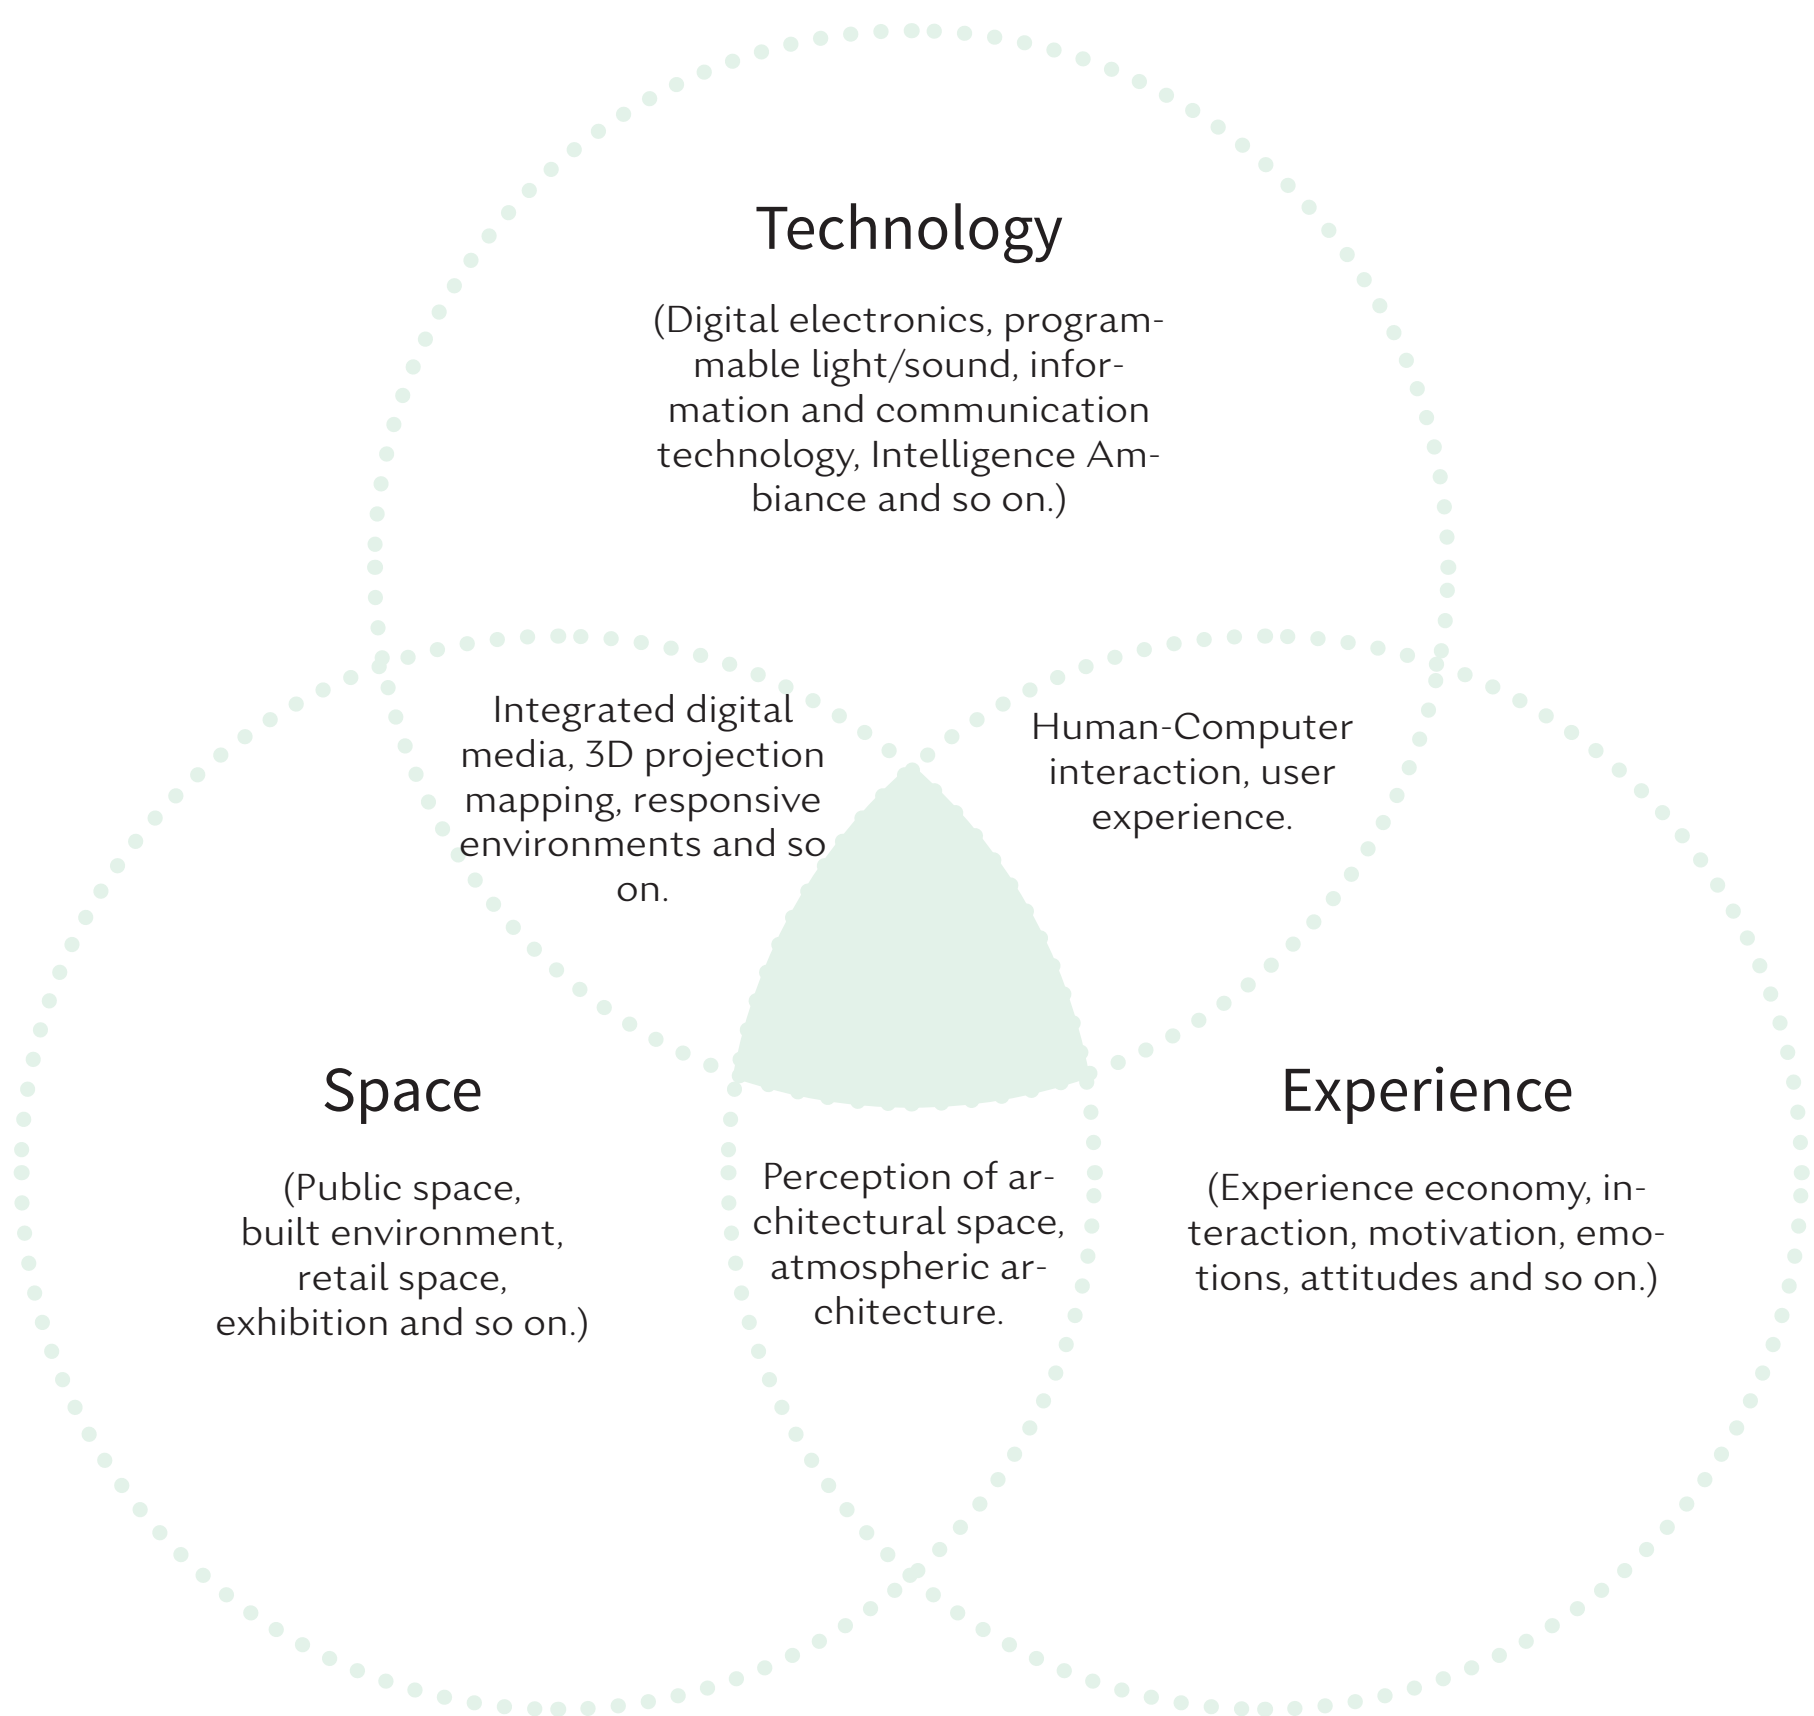 Technology
(Digital electronics, program-
mable light/sound, infor-
mation and communication
technology, Intelligence Am-
biance and so on.)
Integrated digital
media, 3D projection
mapping, responsive
environments and so
on.
Human-Computer
interaction, user
experience.
Space
(Public space,
built environment,
retail space,
exhibition and so on.)
Perception of ar-
chitectural space,
atmospheric ar-
chitecture.
Experience
(Experience economy, in-
teraction, motivation, emo-
tions, attitudes and so on.)